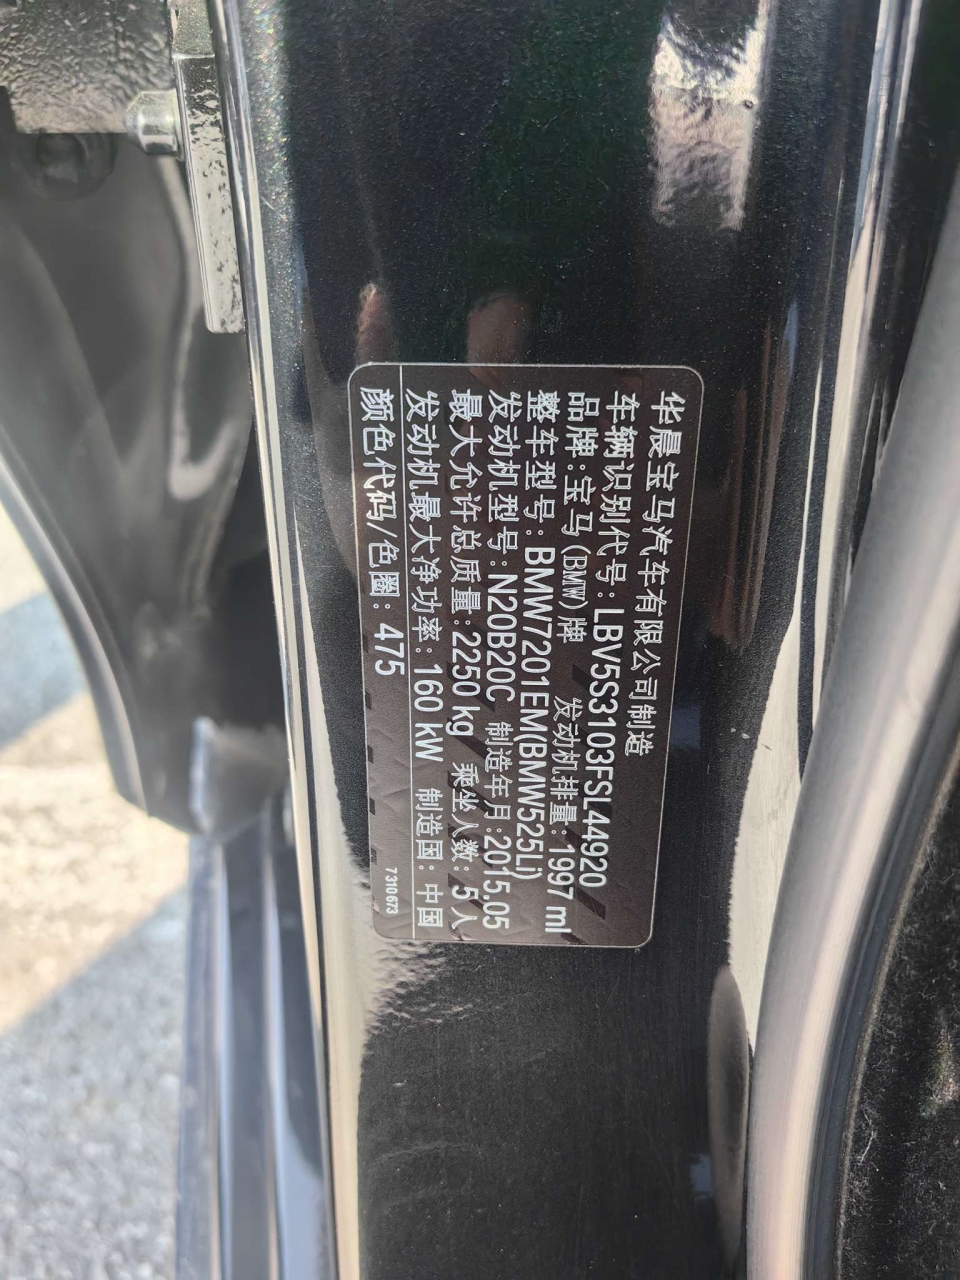 华晨宝马汽车有限公司制造
车辆识别代号：LBV5S3103FSL44920
品牌：宝马(BMW)牌 发动机排量：1997 ml
整车型号：BMW7201EM(BMW525Li)
发动机型号：N20B20C 制造年月：2015.05
最大允许总质量：2250 kg 乘坐人数：5人
发动机最大净功率：160 kW 制造国：中国
颜色代码/色圈：475 7310673